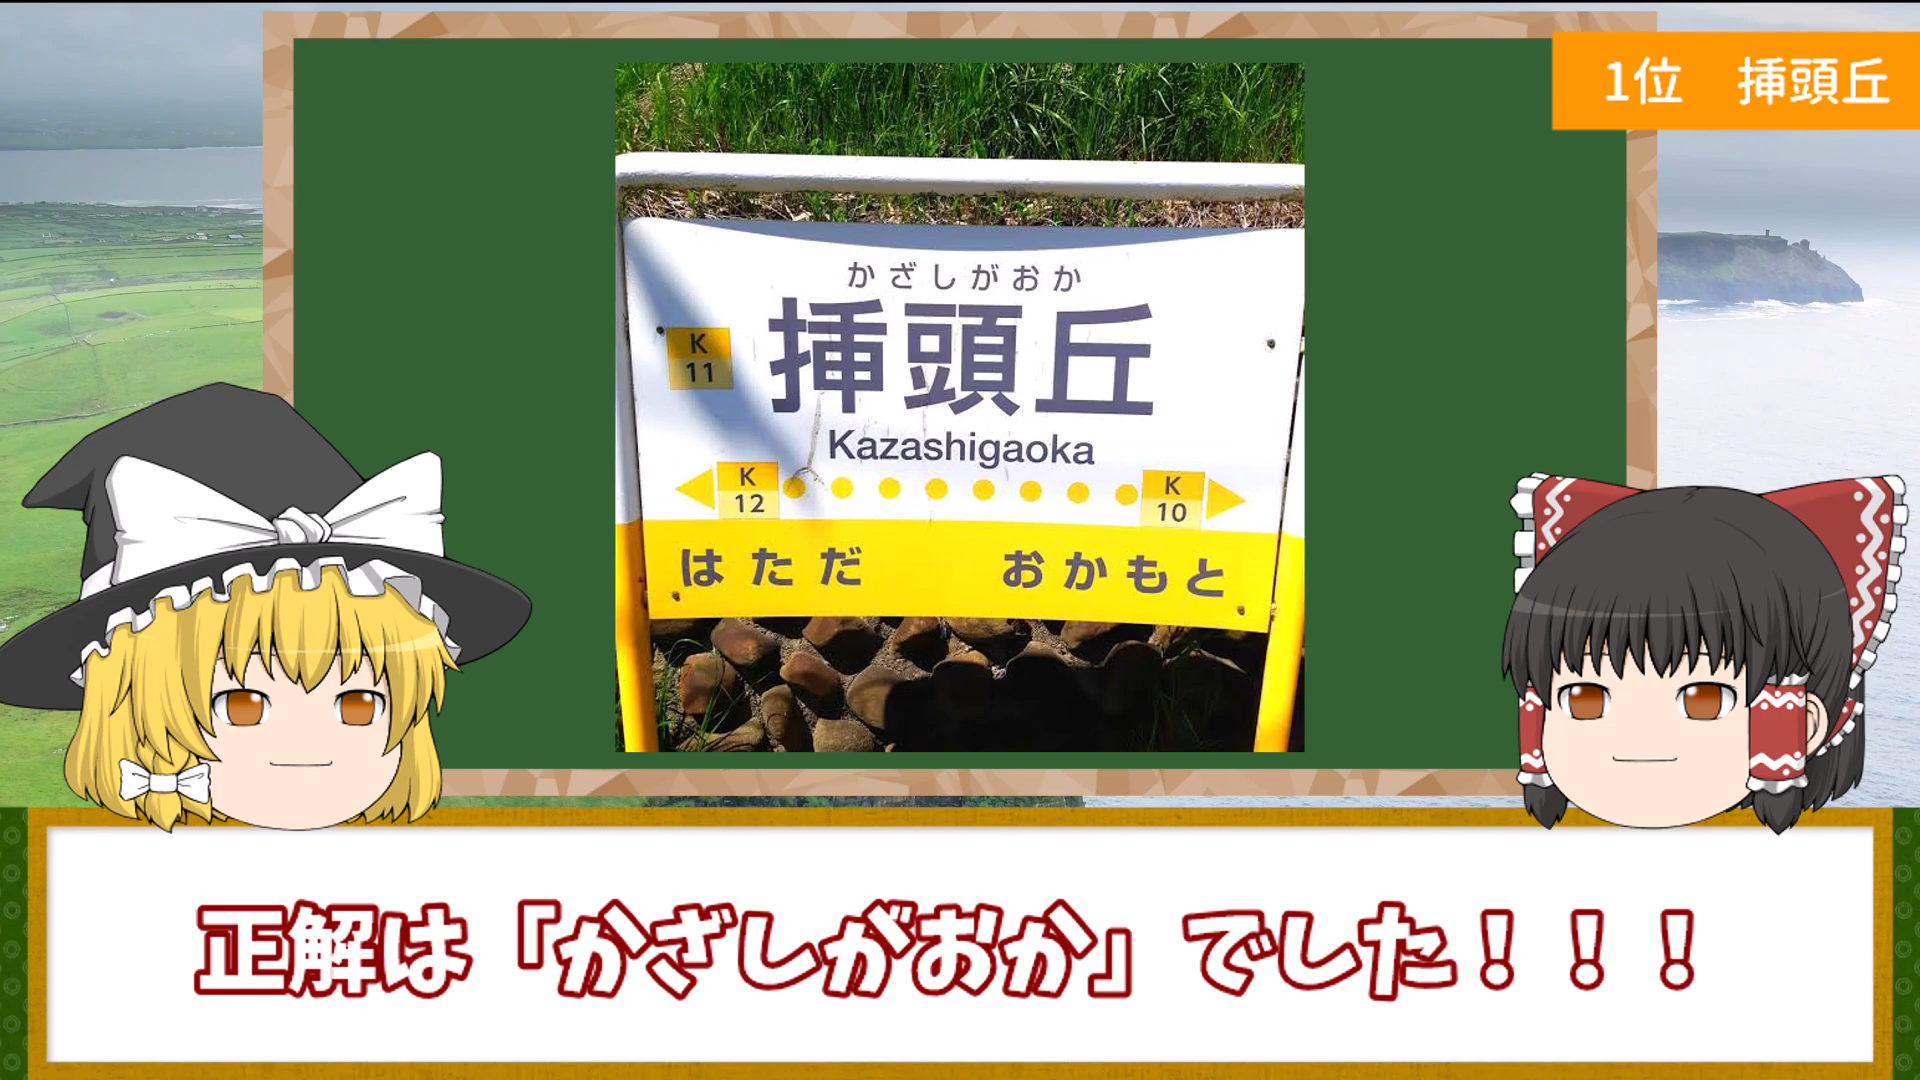 1位　挿頭丘
かざしがおか
K
11
挿頭丘
Kazashigaoka
K
12
K
10
はただ　おかもと
正解は「かざしがおか」でした！！！